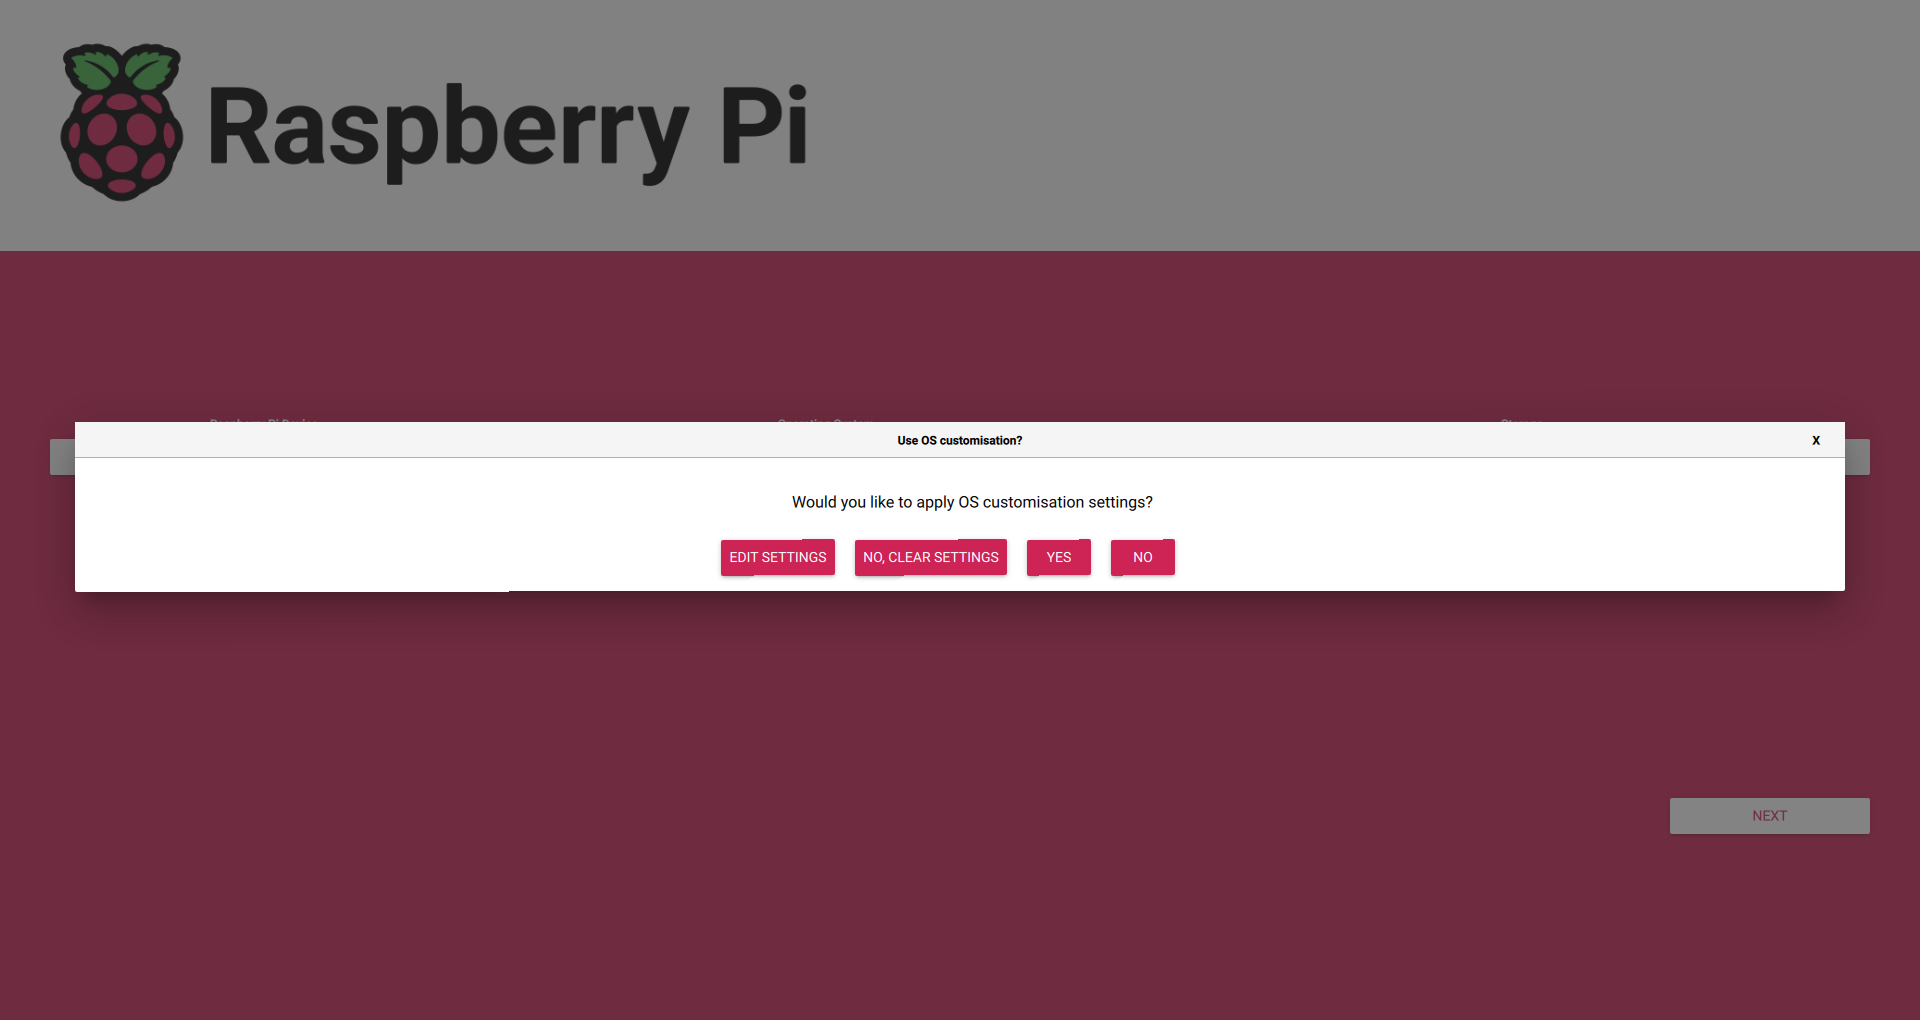 Raspberry Pi
Use OS customisation?
X
Would you like to apply OS customisation settings?
EDIT SETTINGS
NO, CLEAR SETTINGS
YES
NO
NEXT